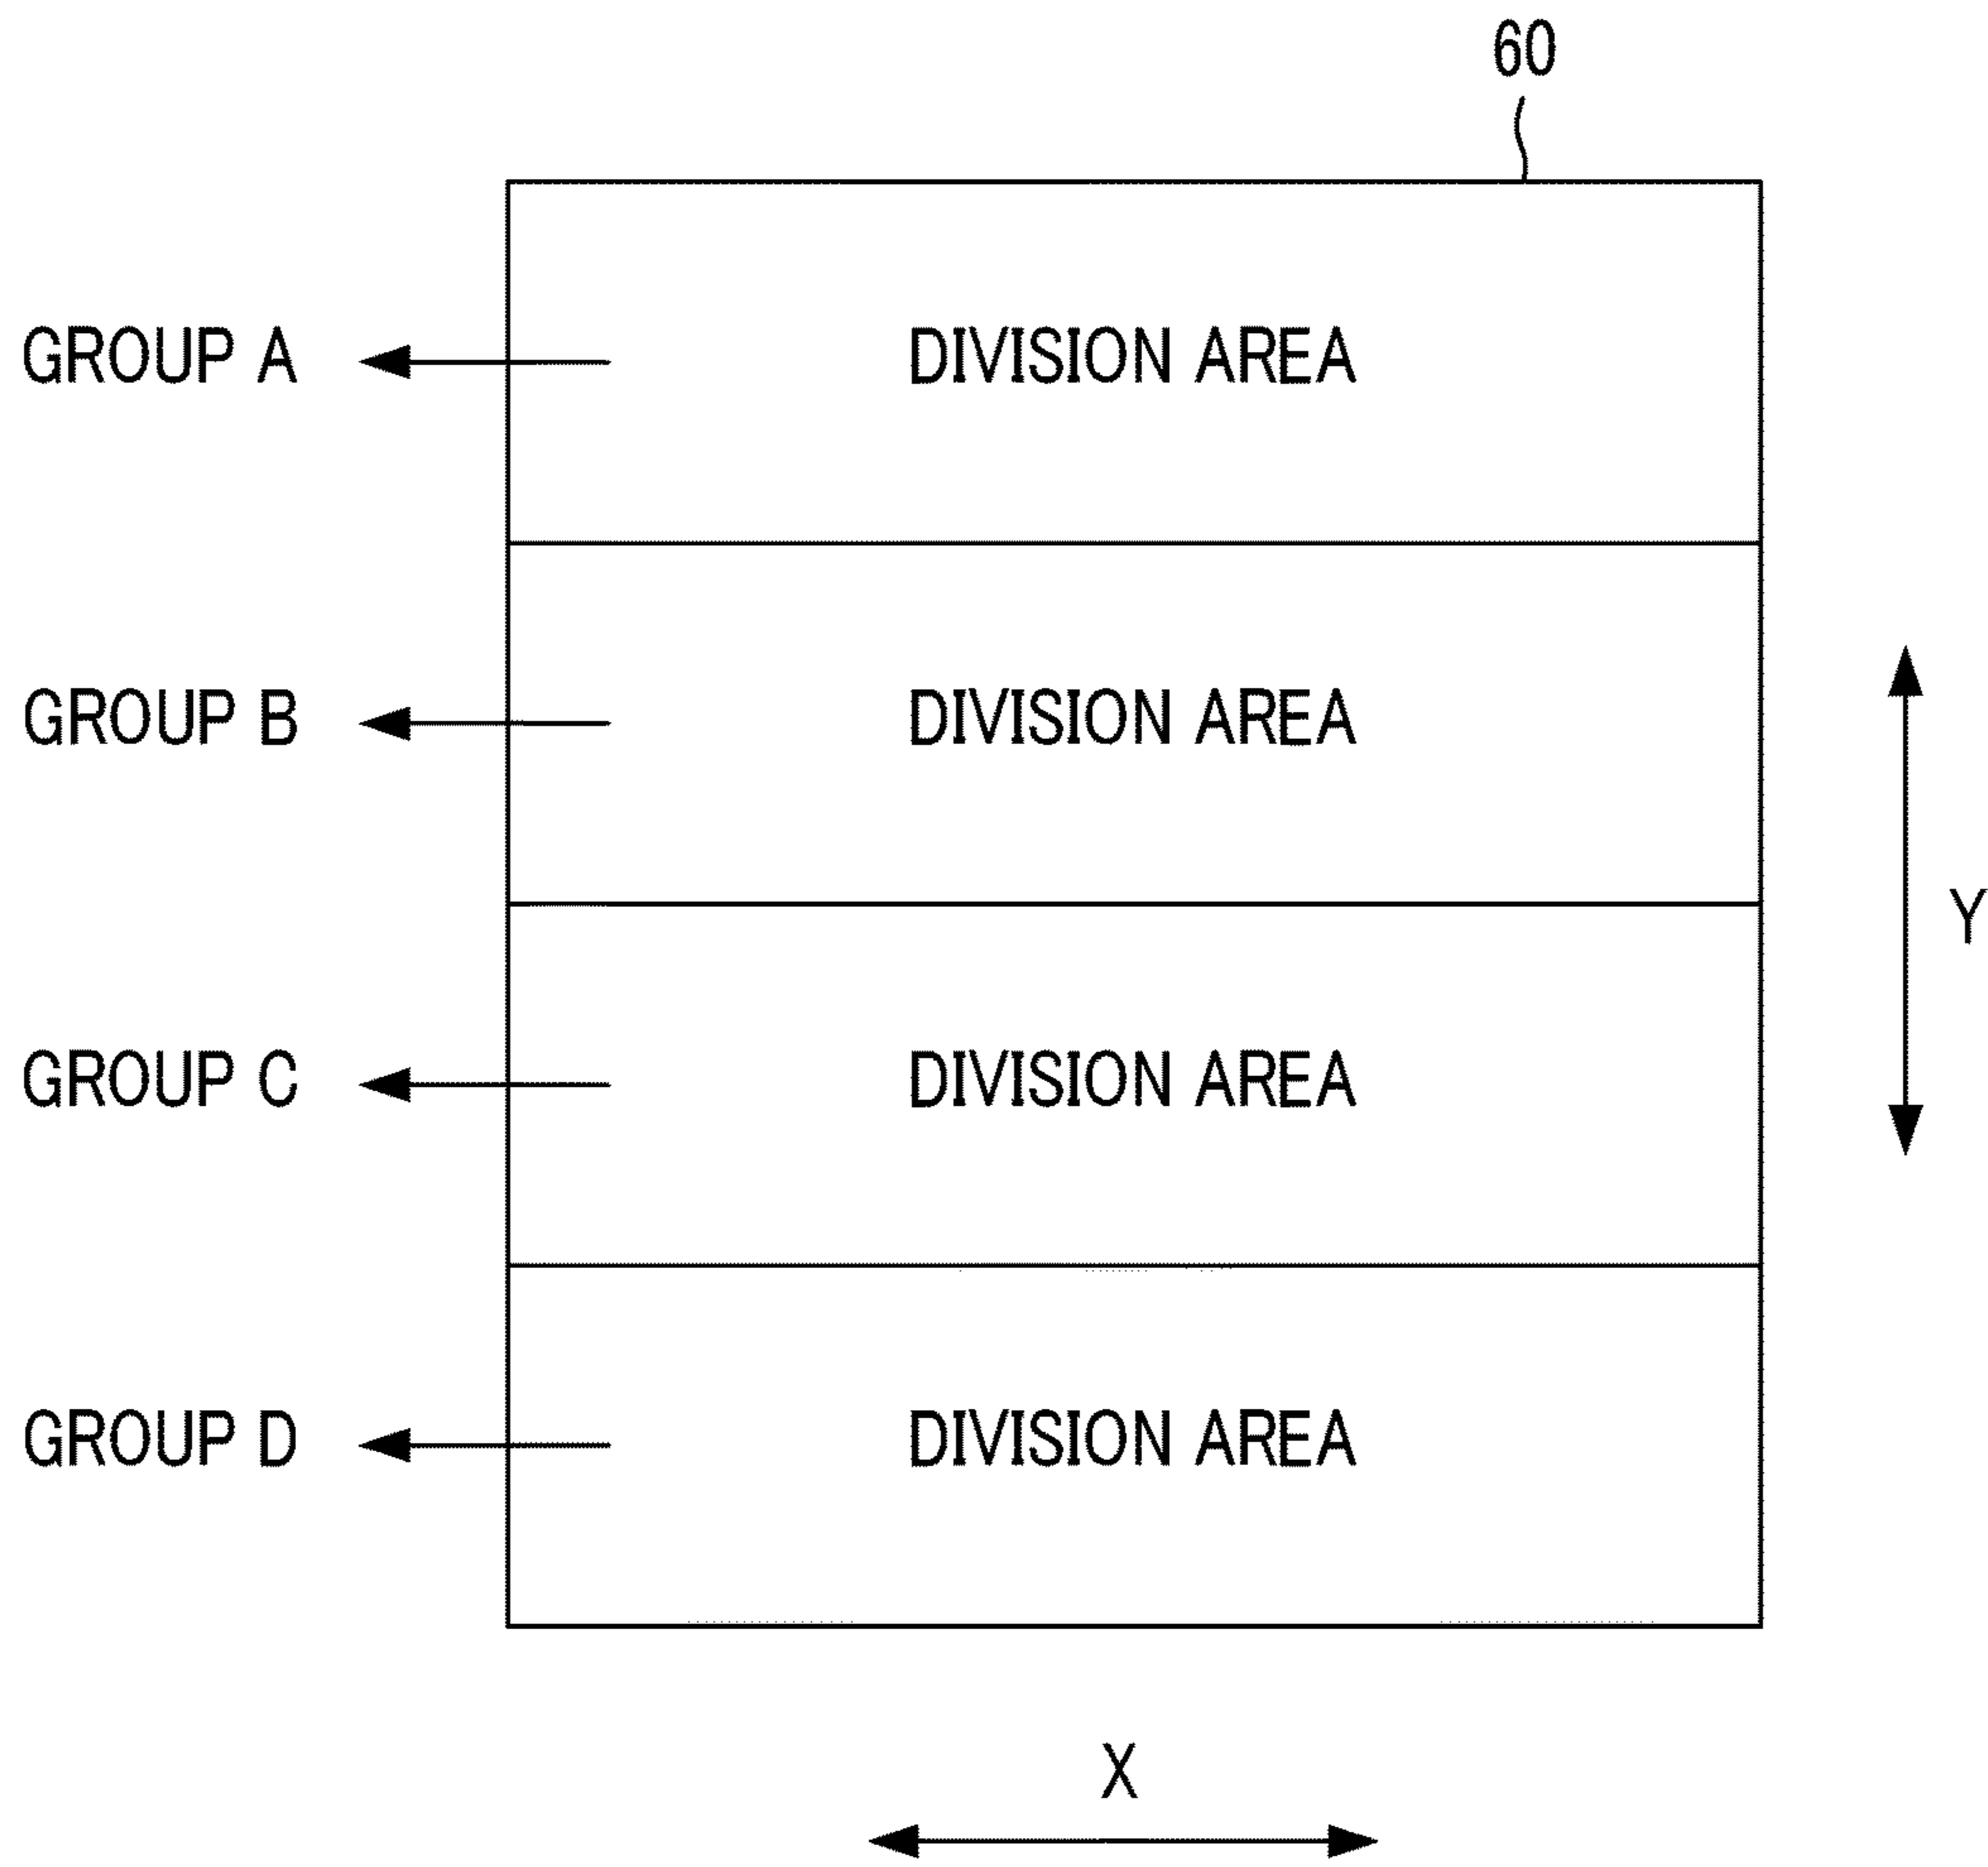 60
GROUP A DIVISION AREA
GROUP B DIVISION AREA
Y
GROUP C DIVISION AREA
GROUP D DIVISION AREA
X